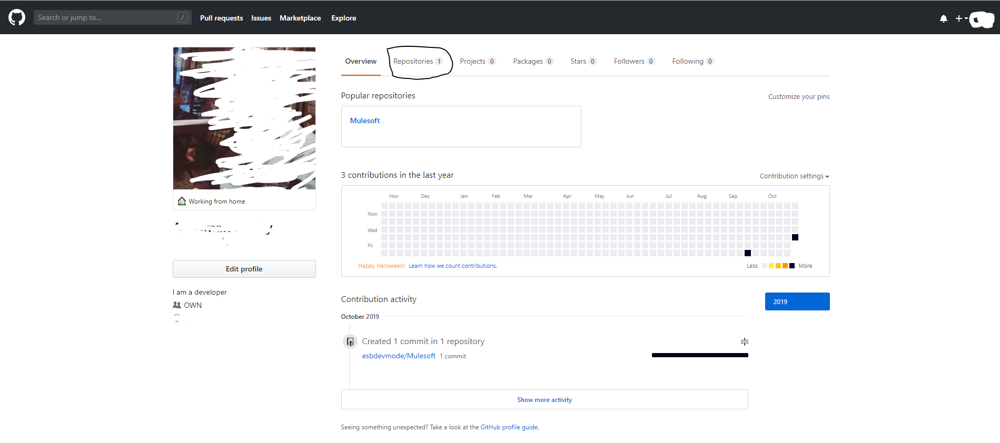 Search or jump to... /
Pull requests Issues Marketplace Explore
Overview Repositories 1 Projects 0 Packages 0 Stars 0 Followers 0 Following 0
Popular repositories
Customize your pins
Mulesoft
3 contributions in the last year
Contribution settings
Nov Dec Jan Feb Mar Apr May Jun Jul Aug Sep Oct
Mon
Wed
Fri
Happy Halloween! Learn how we count contributions.
Less More
Working from home
Edit profile
I am a developer
OWN
Contribution activity
2019
October 2019
Created 1 commit in 1 repository
esbdevmode/Mulesoft 1 commit
Show more activity
Seeing something unexpected? Take a look at the GitHub profile guide.